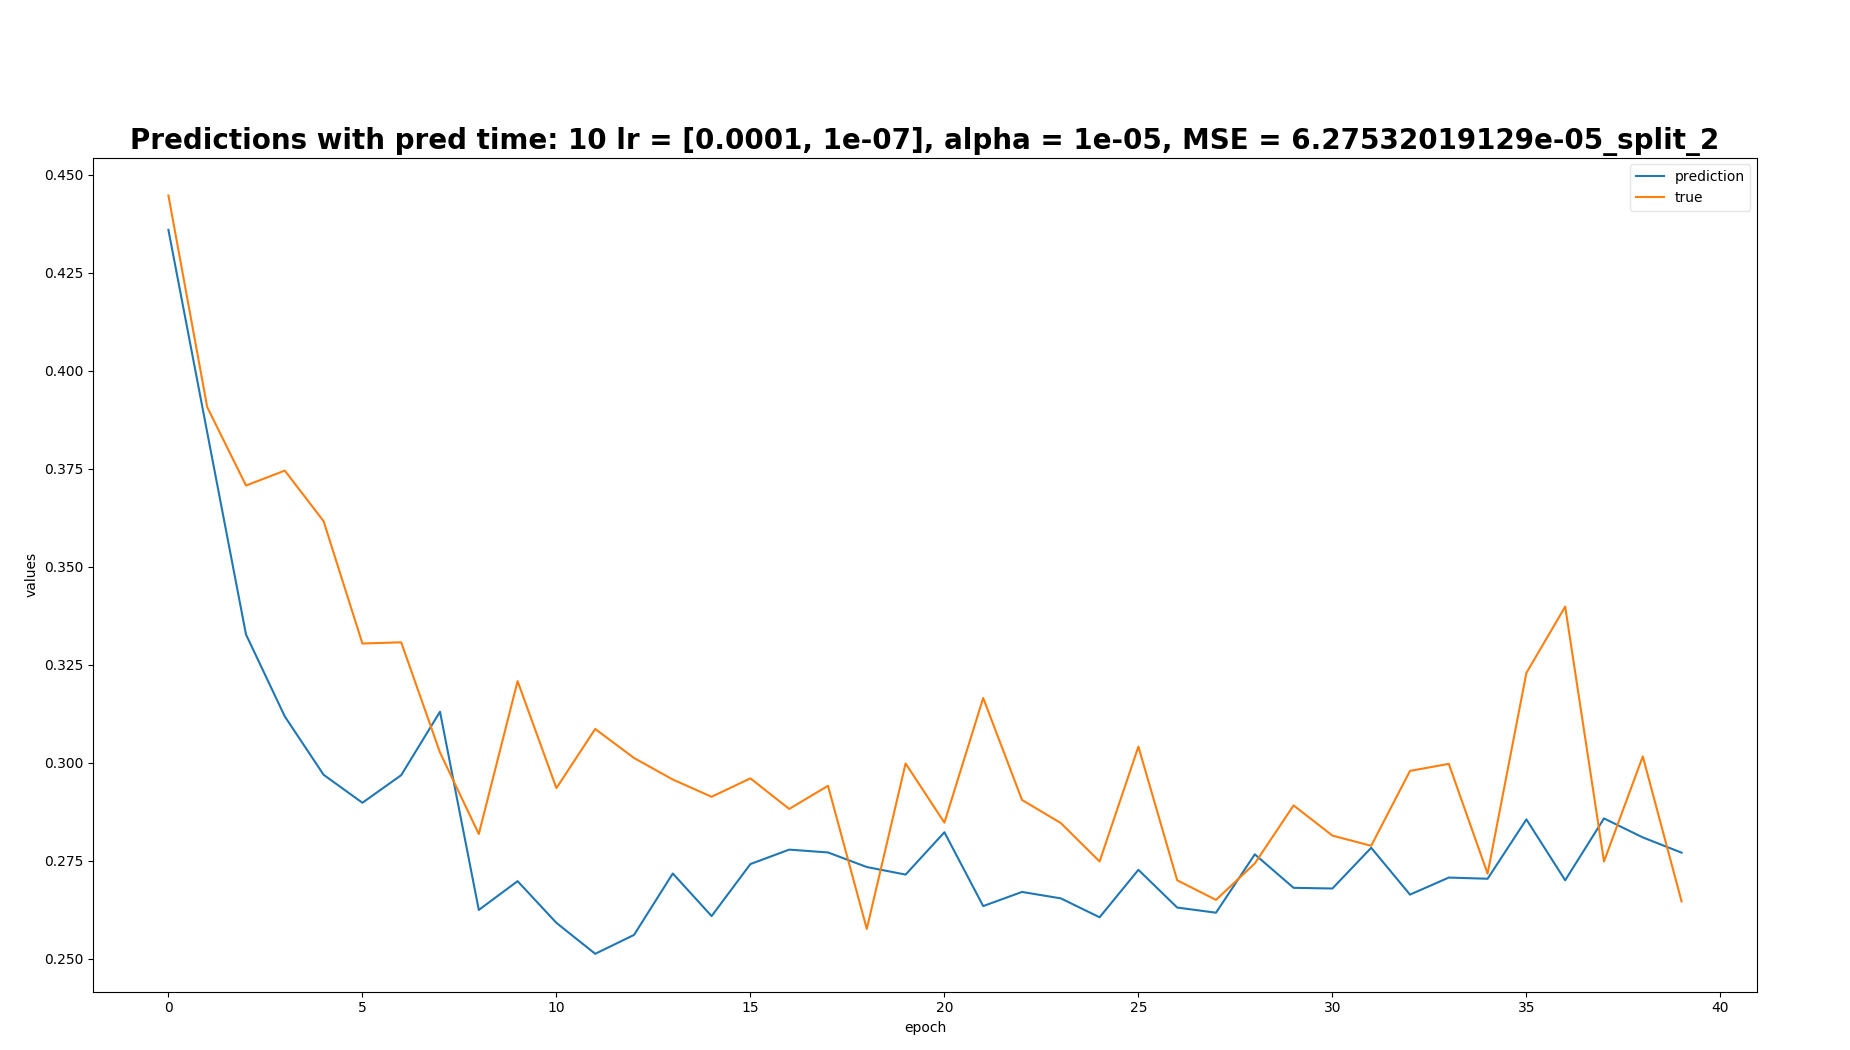 Predictions with pred time: 10 lr = [0.0001, 1e-07], alpha = 1e-05, MSE = 6.27532019129e-05_split_2
prediction
true
0.450
0.425
0.400
0.375
0.350
0.325
0.300
0.275
0.250
values
0 5 10 15 20 25 30 35 40
epoch